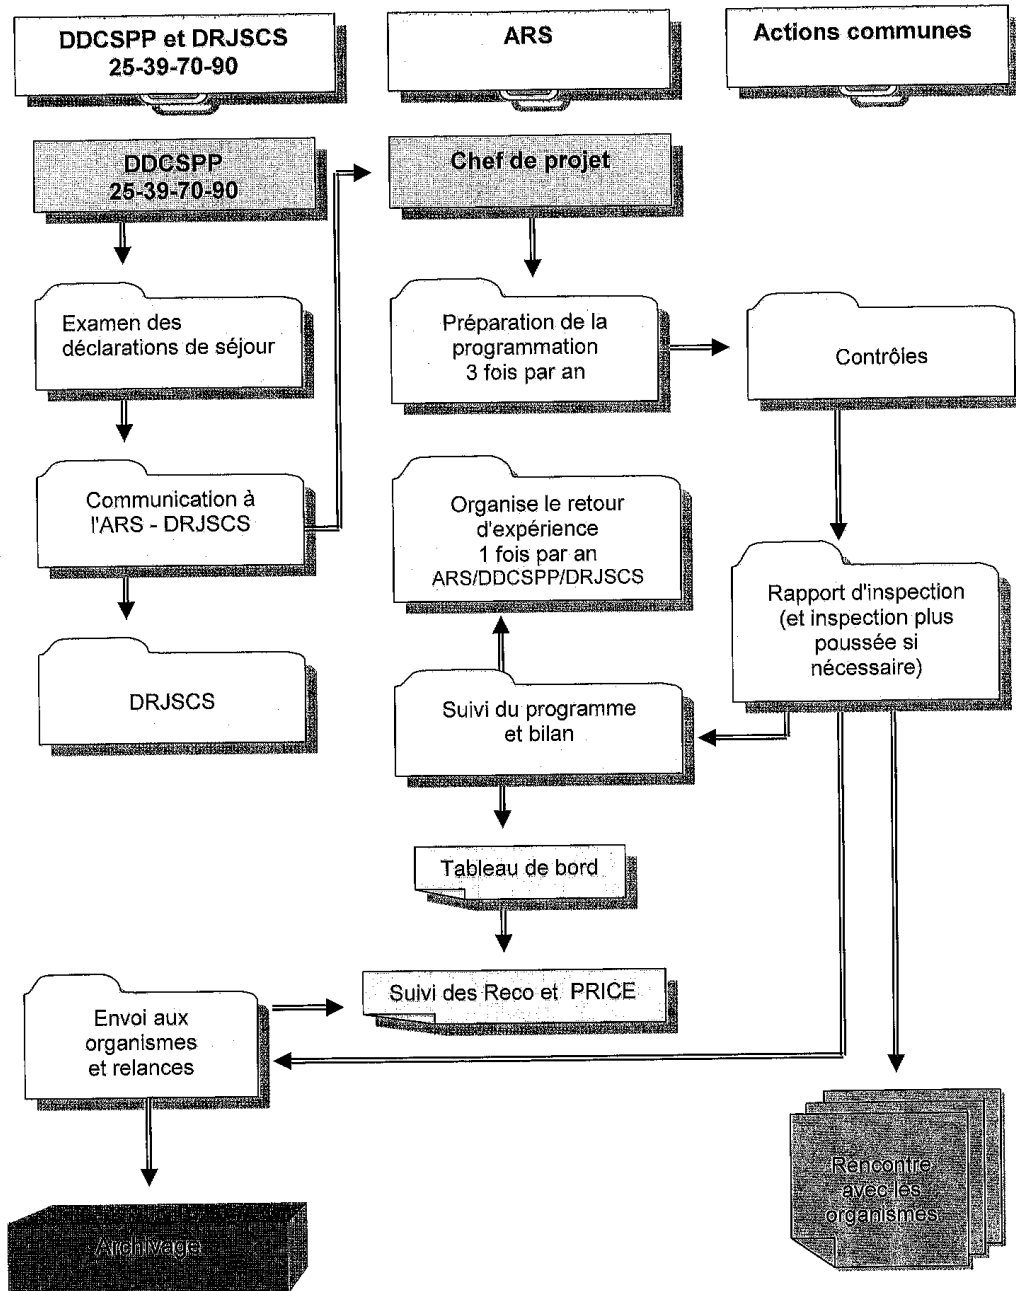 DDCSPP et DRJSCS
25-39-70-90
ARS
Actions communes
DDCSPP
25-39-70-90
Chef de projet
Examen des
déclarations de séjour
Préparation de la
programmation
3 fois par an
Contrôles
Communication à
l'ARS - DRJSCS
Organise le retour
d'expérience
1 fois par an
ARS/DDCSPP/DRJSCS
Rapport d'inspection
(et inspection plus
poussée si
nécessaire)
DRJSCS
Suivi du programme
et bilan
Tableau de bord
Suivi des Reco et PRICE
Envoi aux
organismes
et relances
Rencontre
avec les
organismes
Archivage